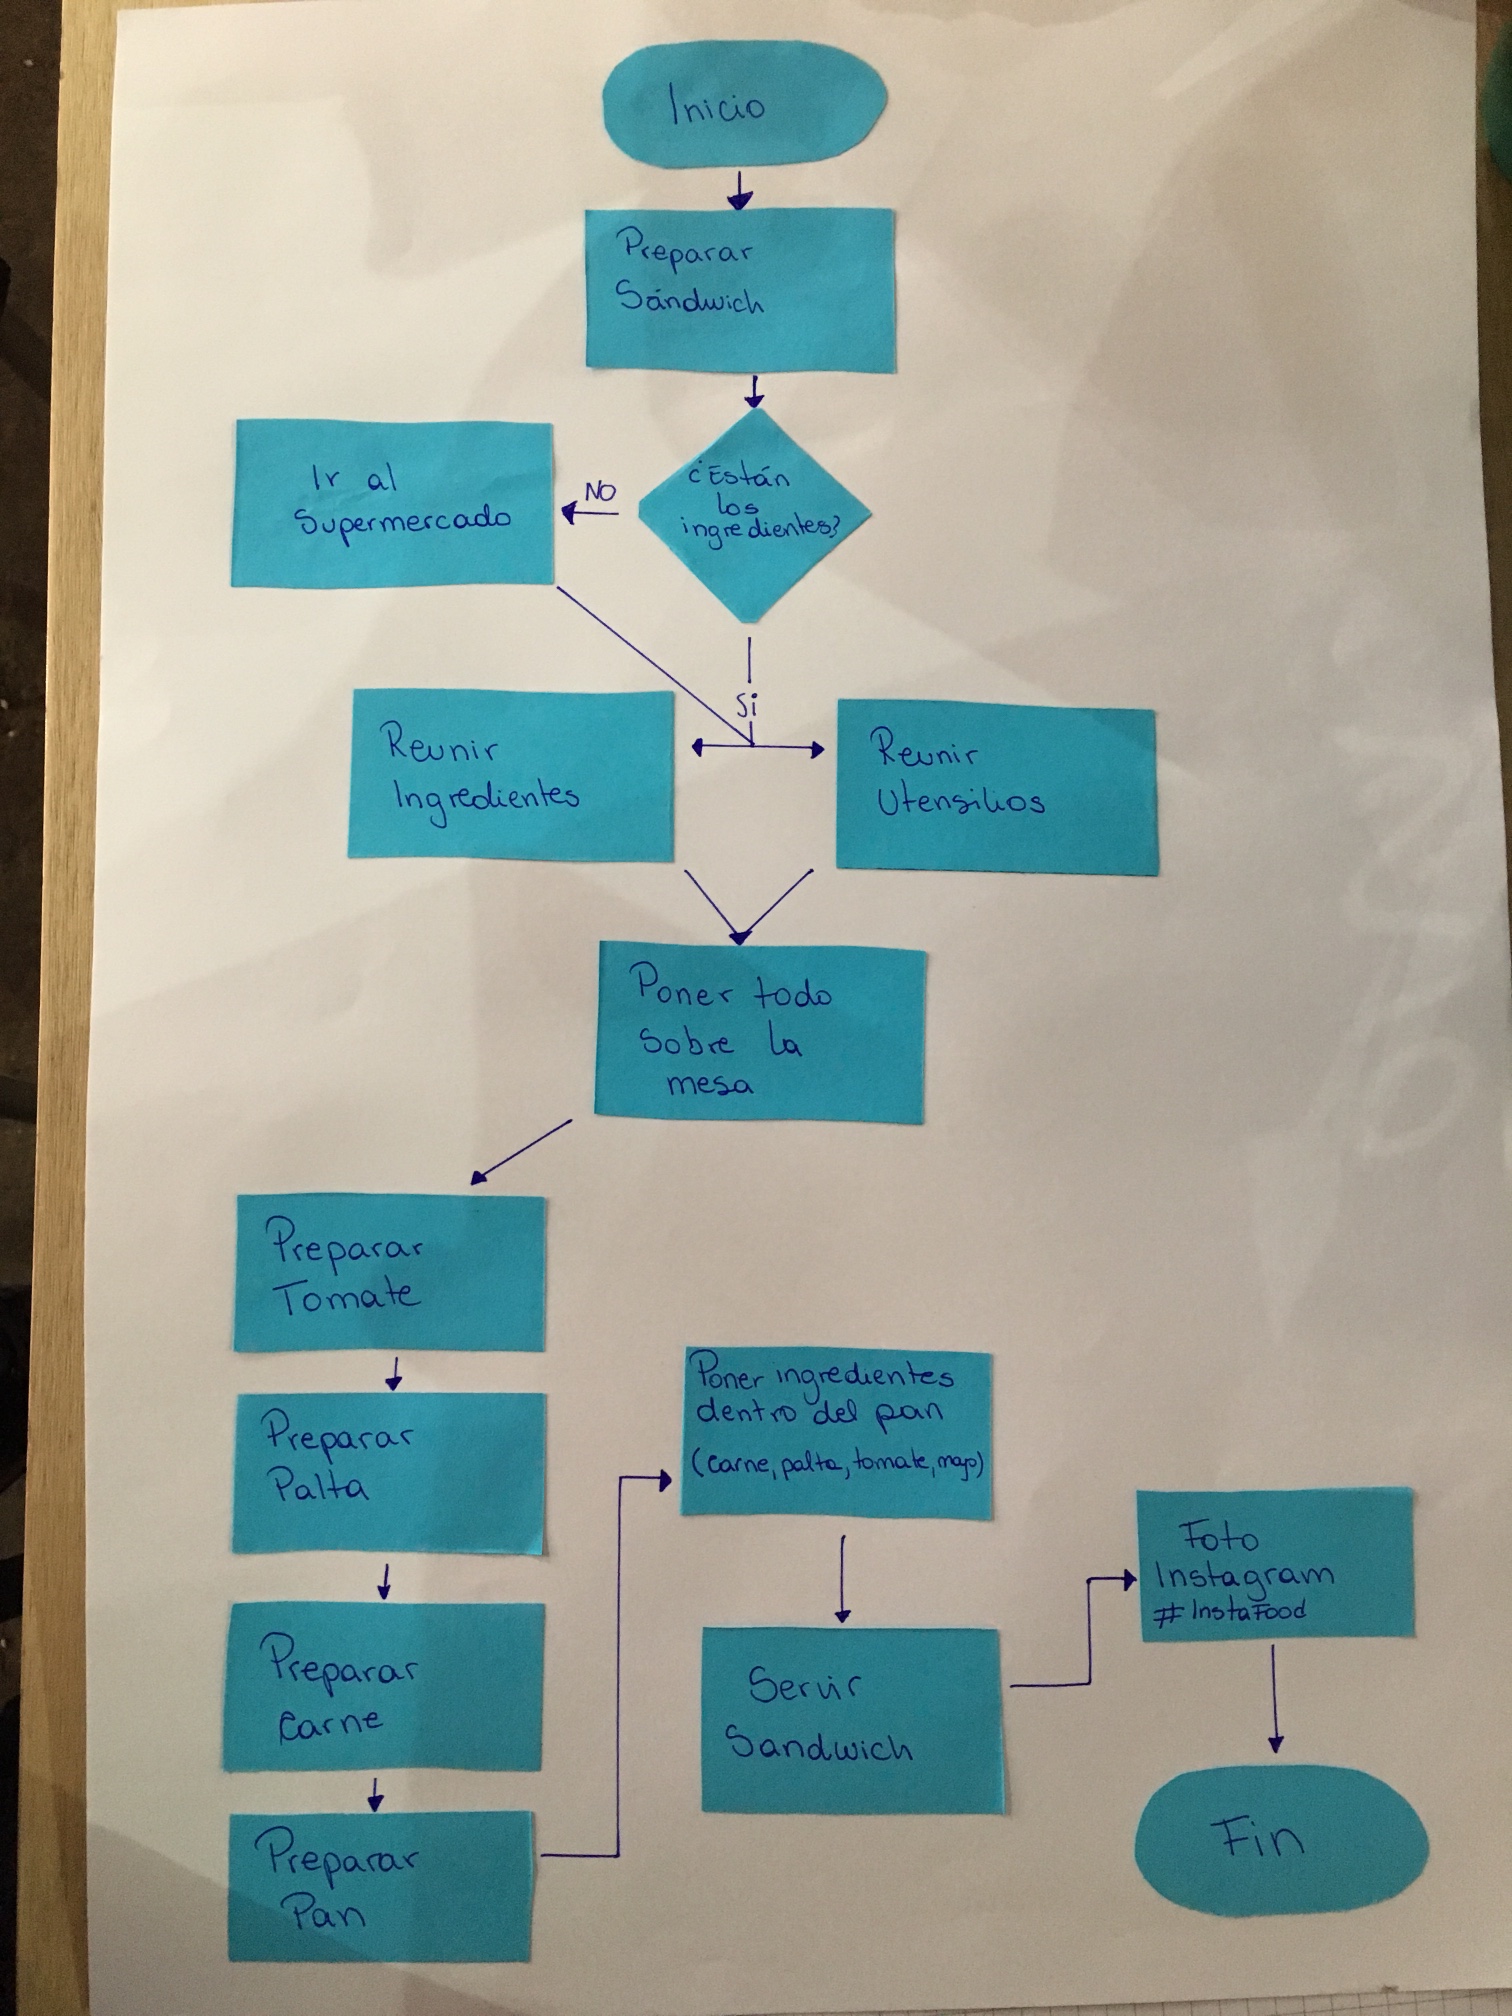 Inicio
Preparar
Sándwich
¿Están
los
ingredientes?
NO
Ir al
Supermercado
Si
Reunir
Ingredientes
Reunir
Utensilios
Poner todo
Sobre la
mesa
Preparar
Tomate
Preparar
Palta
Preparar
Carne
Preparar
Pan
Poner ingredientes
dentro del pan
(carne, palta, tomate, mayo)
Servir
Sandwich
Foto
Instagram
#InstaFood
Fin